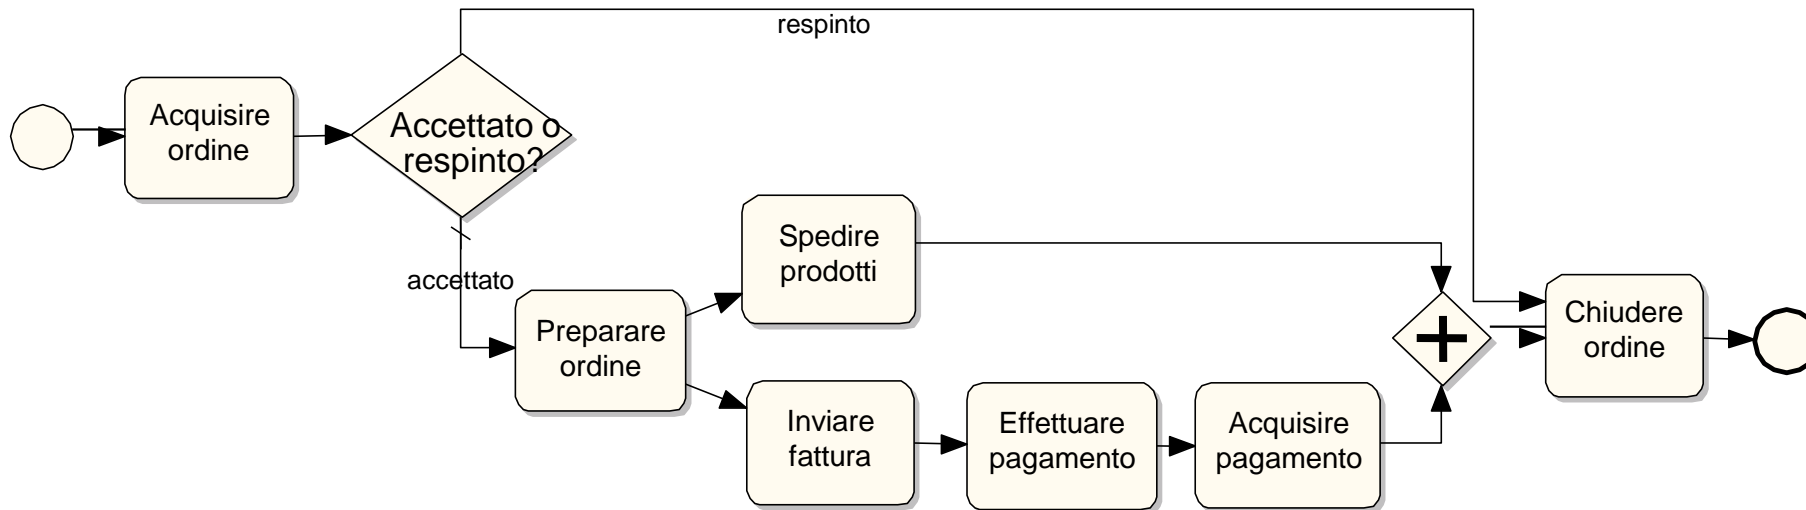 respinto
Acquisire
ordine
Accettato o
respinto?
accettato
Spedire
prodotti
Preparare
ordine
Chiudere
ordine
Inviare
fattura
Effettuare
pagamento
Acquisire
pagamento